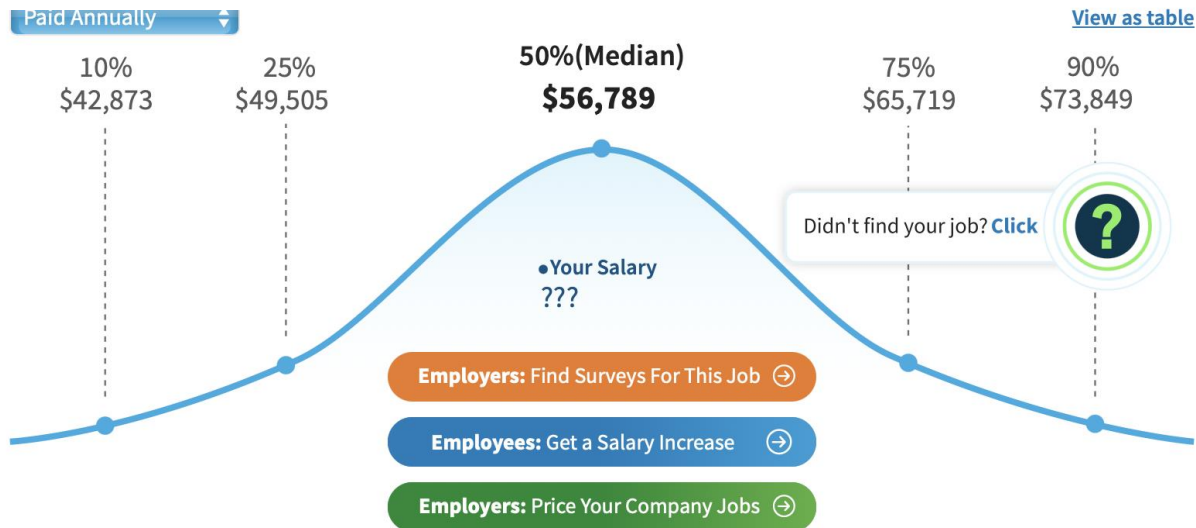 Paid Annually
View as table
10%
$42,873
25%
$49,505
50%(Median)
$56,789
75%
$65,719
90%
$73,849
Didn't find your job? Click
?
•Your Salary
???
Employers: Find Surveys For This Job
Employees: Get a Salary Increase
Employers: Price Your Company Jobs